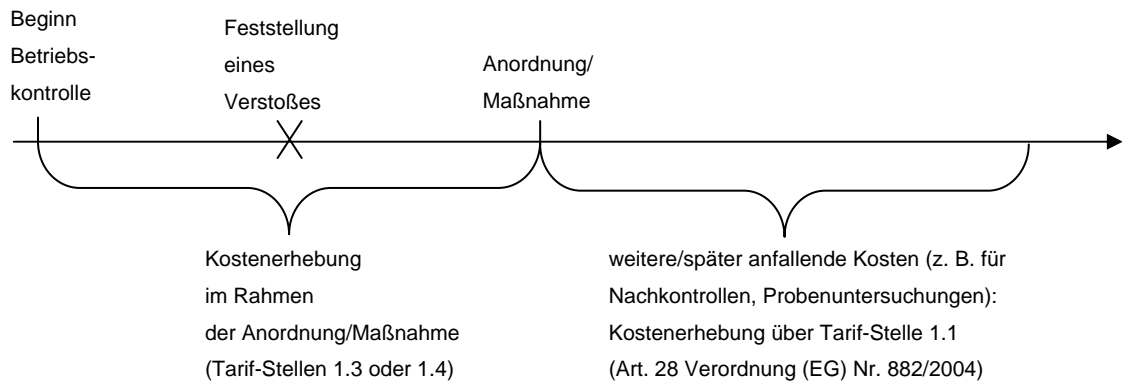 Beginn
Betriebs-
kontrolle
Feststellung
eines
Verstoßes
Anordnung/
Maßnahme
Kostenerhebung
im Rahmen
der Anordnung/Maßnahme
(Tarif-Stellen 1.3 oder 1.4)
weitere/später anfallende Kosten (z. B. für
Nachkontrollen, Probenuntersuchungen):
Kostenerhebung über Tarif-Stelle 1.1
(Art. 28 Verordnung (EG) Nr. 882/2004)